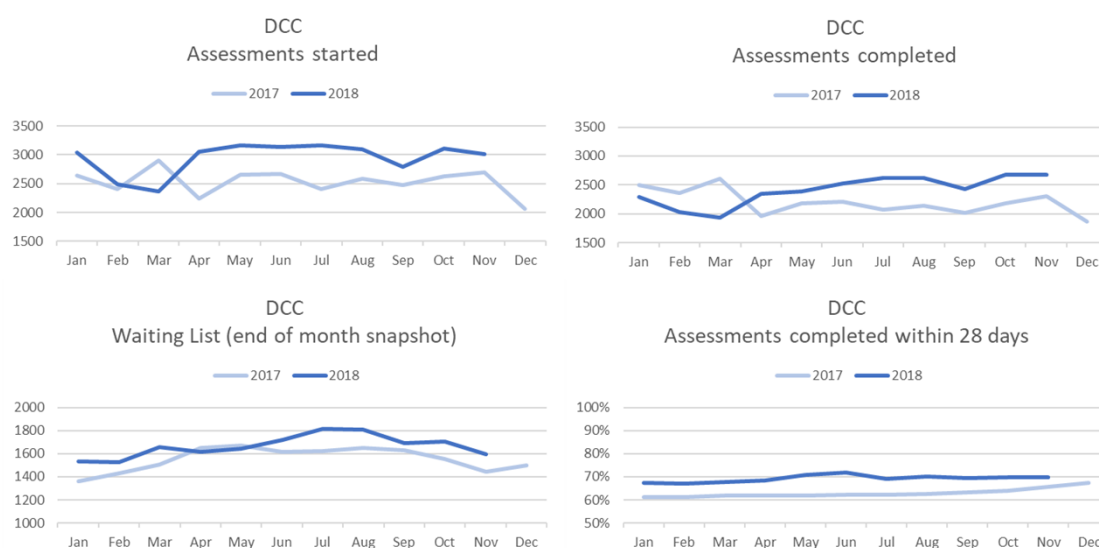 DCC
Assessments started
2017 2018
3500
3000
2500
2000
1500
Jan Feb Mar Apr May Jun Jul Aug Sep Oct Nov Dec
DCC
Assessments completed
2017 2018
3500
3000
2500
2000
1500
Jan Feb Mar Apr May Jun Jul Aug Sep Oct Nov Dec
DCC
Waiting List (end of month snapshot)
2017 2018
2000
1800
1600
1400
1200
1000
Jan Feb Mar Apr May Jun Jul Aug Sep Oct Nov Dec
DCC
Assessments completed within 28 days
2017 2018
100%
90%
80%
70%
60%
50%
Jan Feb Mar Apr May Jun Jul Aug Sep Oct Nov Dec